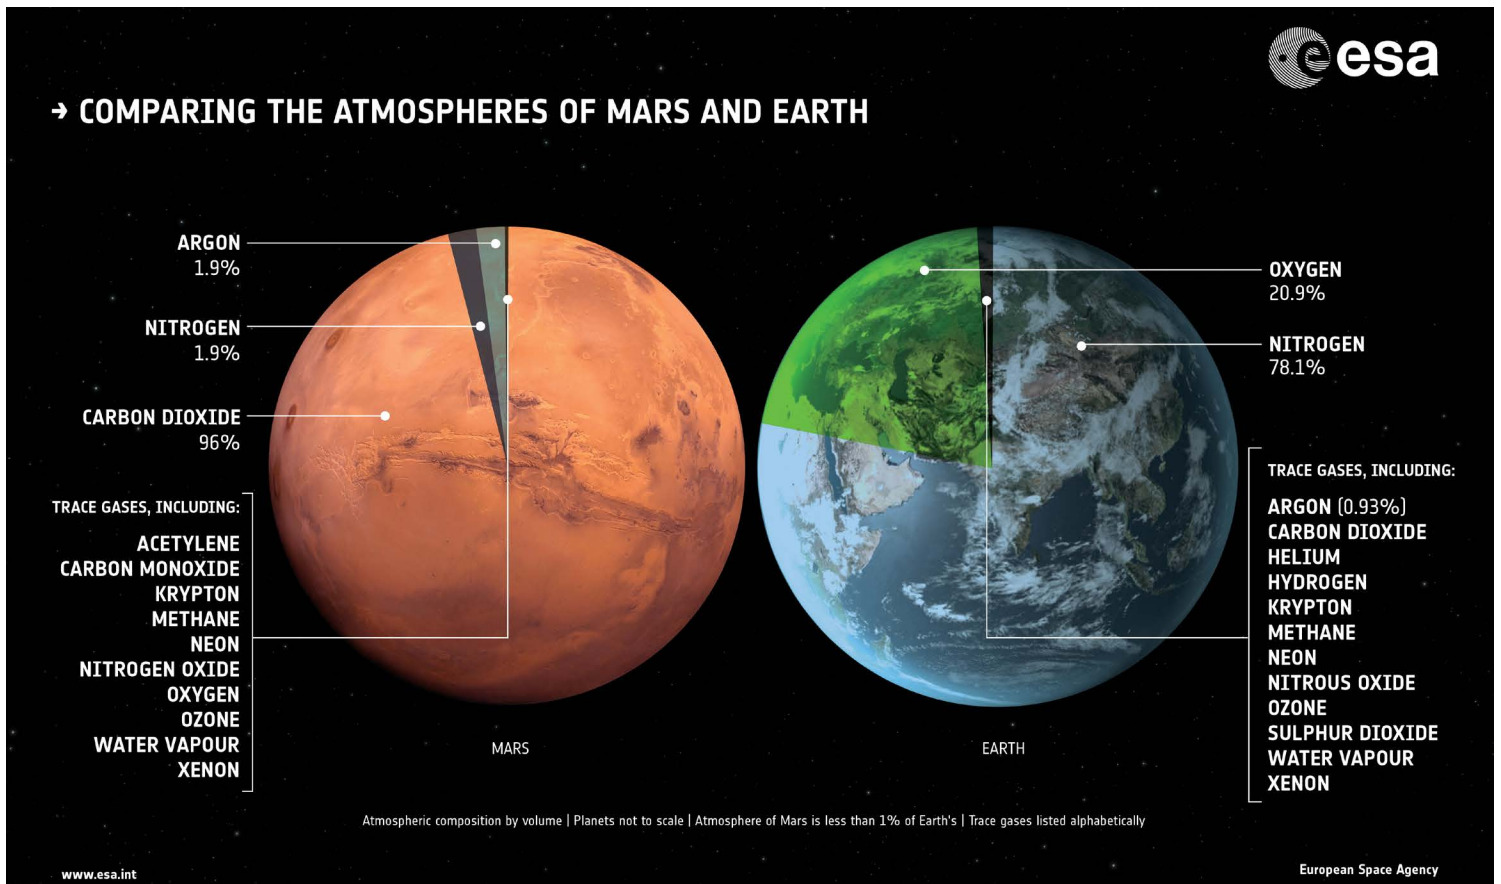 esa
→ COMPARING THE ATMOSPHERES OF MARS AND EARTH
ARGON
1.9%
NITROGEN
1.9%
CARBON DIOXIDE
96%
TRACE GASES, INCLUDING:
ACETYLENE
CARBON MONOXIDE
KRYPTON
METHANE
NEON
NITROGEN OXIDE
OXYGEN
OZONE
WATER VAPOUR
XENON
MARS
OXYGEN
20.9%
NITROGEN
78.1%
TRACE GASES, INCLUDING:
ARGON (0.93%)
CARBON DIOXIDE
HELIUM
HYDROGEN
KRYPTON
METHANE
NEON
NITROUS OXIDE
OZONE
SULPHUR DIOXIDE
WATER VAPOUR
XENON
EARTH
Atmospheric composition by volume | Planets not to scale | Atmosphere of Mars is less than 1% of Earth's | Trace gases listed alphabetically
www.esa.int
European Space Agency